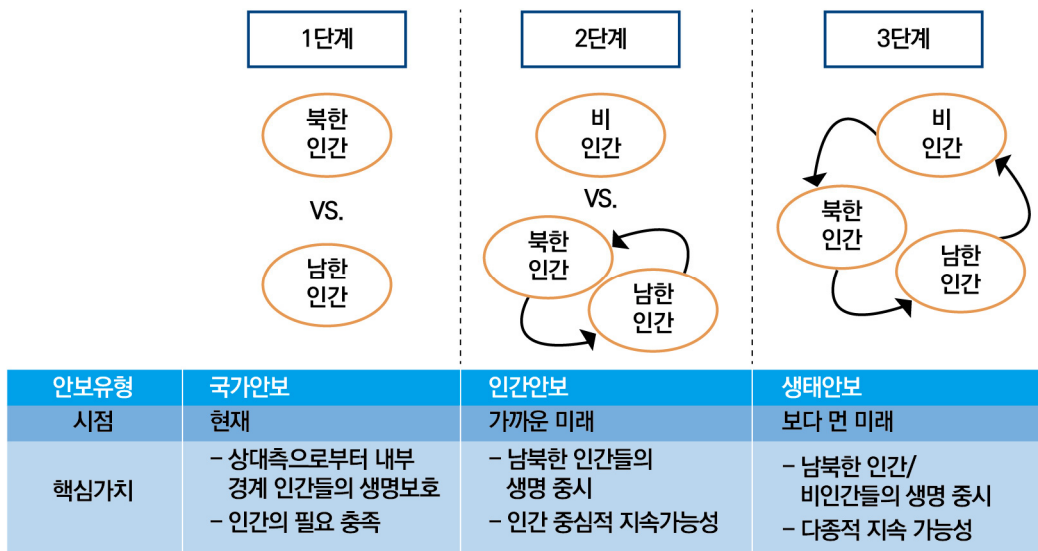 1단계
2단계
3단계
북한
인간
VS.
남한
인간
비
인간
VS.
북한
인간
남한
인간
비
인간
북한
인간
남한
인간
안보유형
국가안보
인간안보
생태안보
시점
현재
가까운 미래
보다 먼 미래
핵심가치
– 상대측으로부터 내부
경계 인간들의 생명보호
– 인간의 필요 충족
– 남북한 인간들의
생명 중시
– 인간 중심적 지속가능성
– 남북한 인간/
비인간들의 생명 중시
– 다종적 지속 가능성